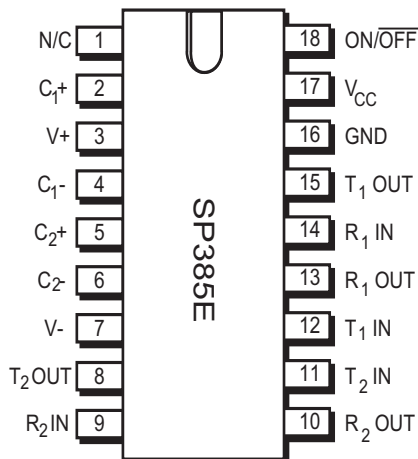 N/C 1 18 ON/OFF
C1+ 2 17 VCC
V+ 3 16 GND
C1- 4 15 T1 OUT
C2+ 5 14 R1 IN
C2- 6 13 R1 OUT
V- 7 12 T1 IN
T2OUT 8 11 T2 IN
R2IN 9 10 R2 OUT
SP385E